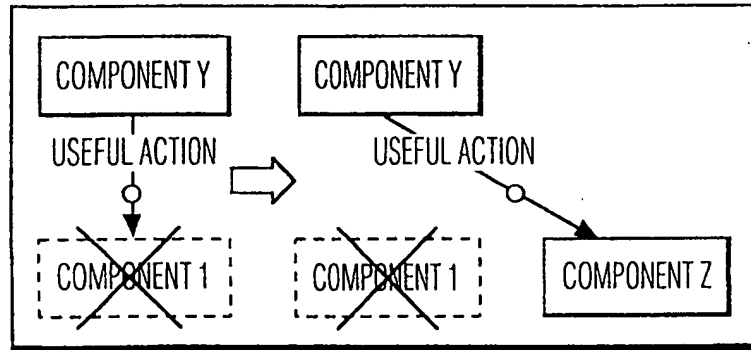 COMPONENT Y
USEFUL ACTION
COMPONENT 1
COMPONENT Y
USEFUL ACTION
COMPONENT 1
COMPONENT Z